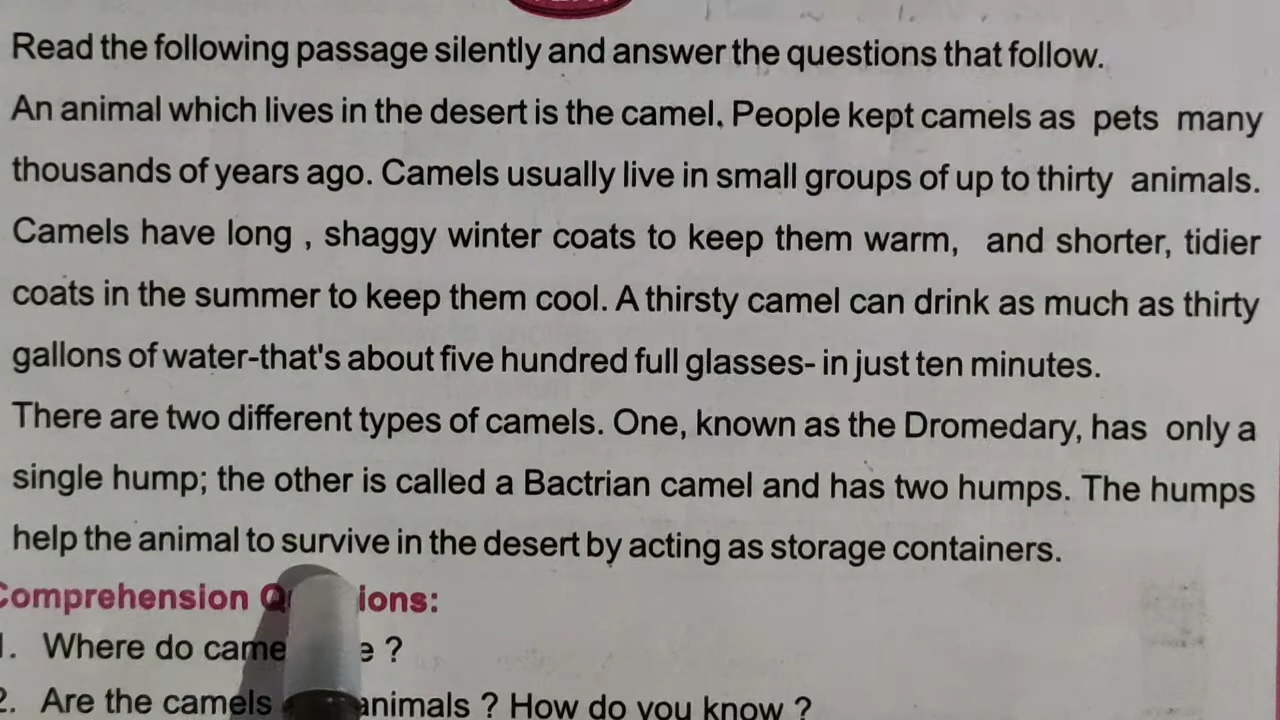 Read the following passage silently and answer the questions that follow.
An animal which lives in the desert is the camel. People kept camels as pets many
thousands of years ago. Camels usually live in small groups of up to thirty animals.
Camels have long , shaggy winter coats to keep them warm, and shorter, tidier
coats in the summer to keep them cool. A thirsty camel can drink as much as thirty
gallons of water-that's about five hundred full glasses- in just ten minutes.
There are two different types of camels. One, known as the Dromedary, has only a
single hump; the other is called a Bactrian camel and has two humps. The humps
help the animal to survive in the desert by acting as storage containers.
Comprehension Q ions:
1. Where do came e ?
2. Are the camels animals ? How do you know ?